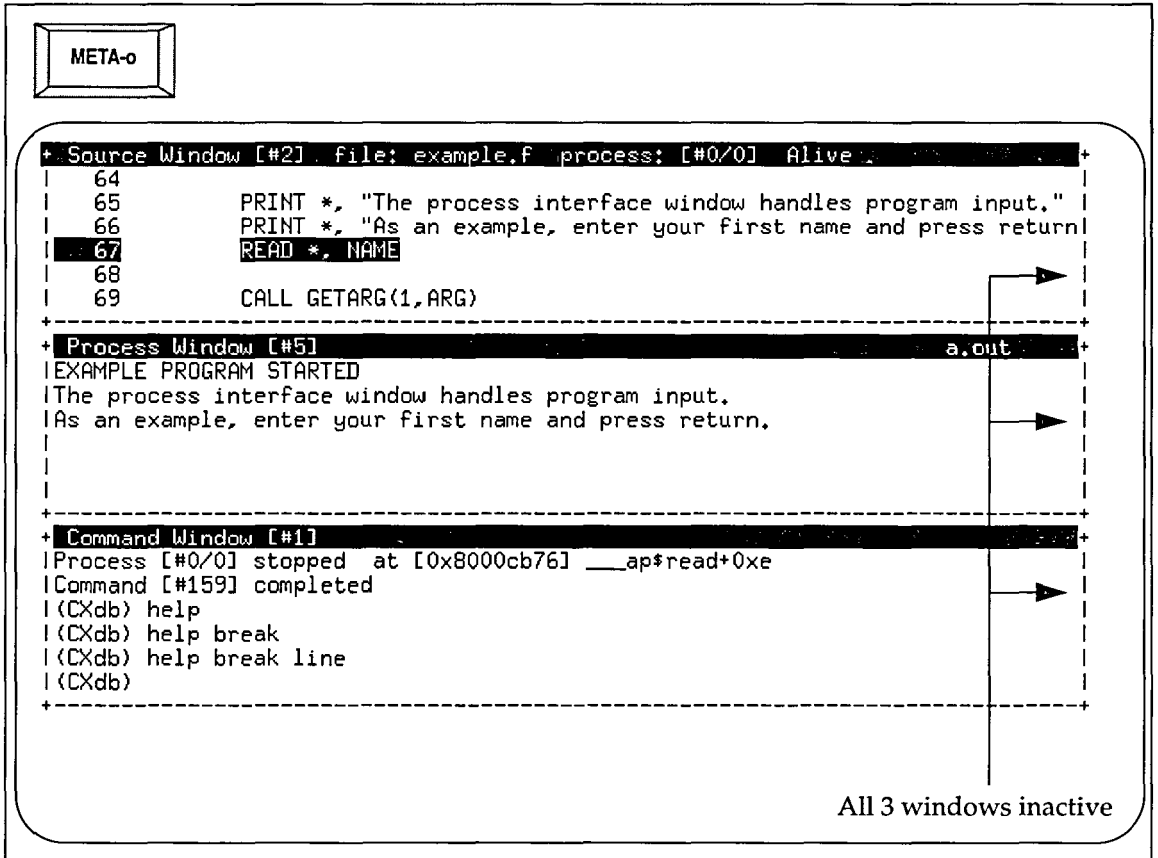 META-o
+ Source Window [#2]  file: example.f  process: [#0/0]  Alive +
|   64                                                        |
|   65        PRINT *, "The process interface window handles program input." |
|   66        PRINT *, "As an example, enter your first name and press return|
|   67        READ *, NAME
|   68                                                        |
|   69        CALL GETARG(1,ARG)                              |
+-----------------------------------------------------------------------------+
+ Process Window [#5]                                   a.out +
|EXAMPLE PROGRAM STARTED
|The process interface window handles program input.
|As an example, enter your first name and press return.
|
|
|
+-----------------------------------------------------------------------------+
+ Command Window [#1] +
|Process [#0/0] stopped  at [0x8000cb76] ___ap$read+0xe
|Command [#159] completed
|(CXdb) help
|(CXdb) help break
|(CXdb) help break line
|(CXdb)
+-----------------------------------------------------------------------------+
All 3 windows inactive